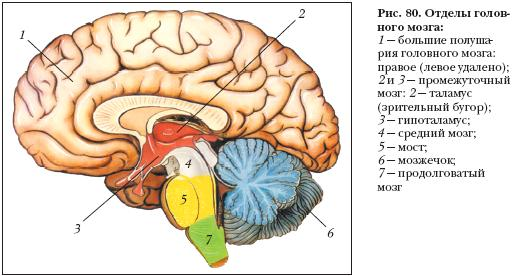 1
2
3
4
5
6
7
Рис. 80. Отделы голов-
ного мозга:
1 — большие полуша-
рия головного мозга:
правое (левое удалено);
2 и 3 — промежуточный
мозг: 2 — таламус
(зрительный бугор);
3 — гипоталамус;
4 — средний мозг;
5 — мост;
6 — мозжечок;
7 — продолговатый
мозг